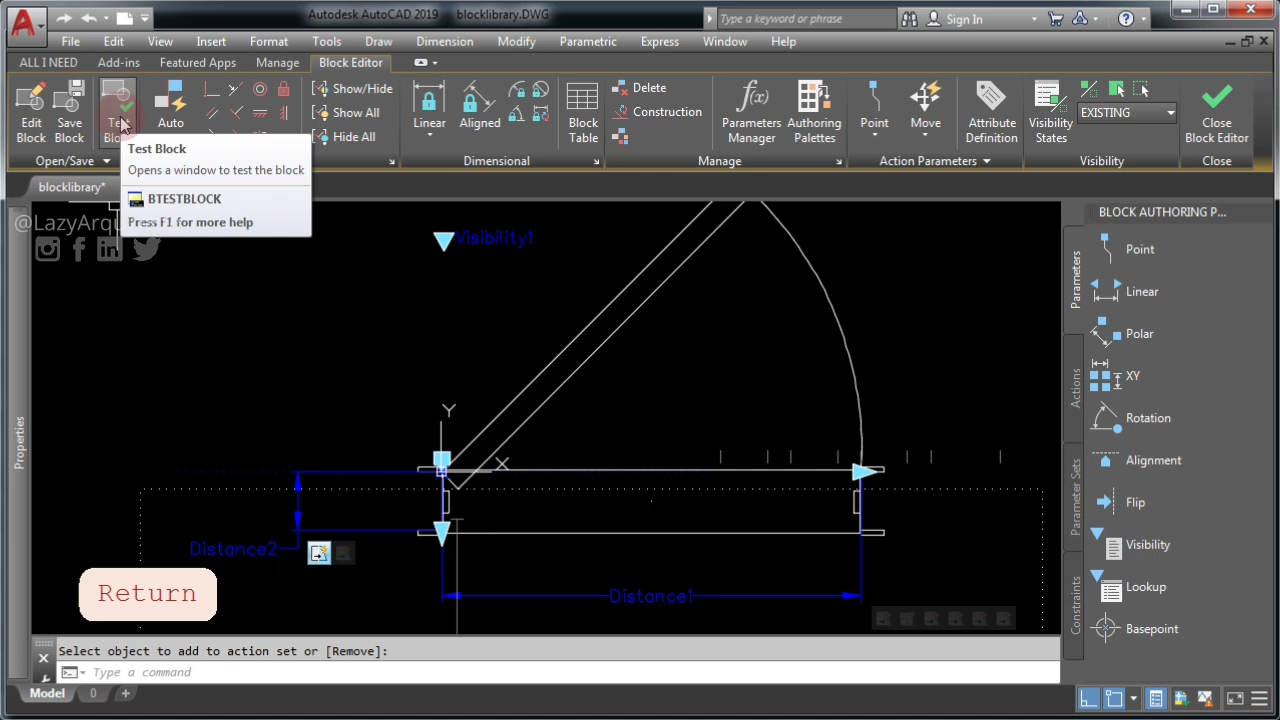 Autodesk AutoCAD 2019 blocklibrary.DWG
Type a keyword or phrase
Sign In
File Edit View Insert Format Tools Draw Dimension Modify Parametric Express Window Help
ALL I NEED Add-ins Featured Apps Manage Block Editor
Edit Block
Save Block
Test Block
Auto
Show/Hide
Show All
Hide All
Linear
Aligned
Block Table
Delete
Construction
Parameters Manager
Authoring Palettes
Point
Move
Attribute Definition
Visibility States
EXISTING
Close Block Editor
Open/Save
Dimensional
Manage
Action Parameters
Visibility
Close
Test Block
Opens a window to test the block
BTESTBLOCK
Press F1 for more help
blocklibrary*
@LazyArqu
Properties
Visibility1
Y
X
Distance2
Distance1
Return
BLOCK AUTHORING P...
Parameters
Actions
Parameter Sets
Constraints
Point
Linear
Polar
XY
Rotation
Alignment
Flip
Visibility
Lookup
Basepoint
Select object to add to action set or [Remove]:
Type a command
Model 0 +